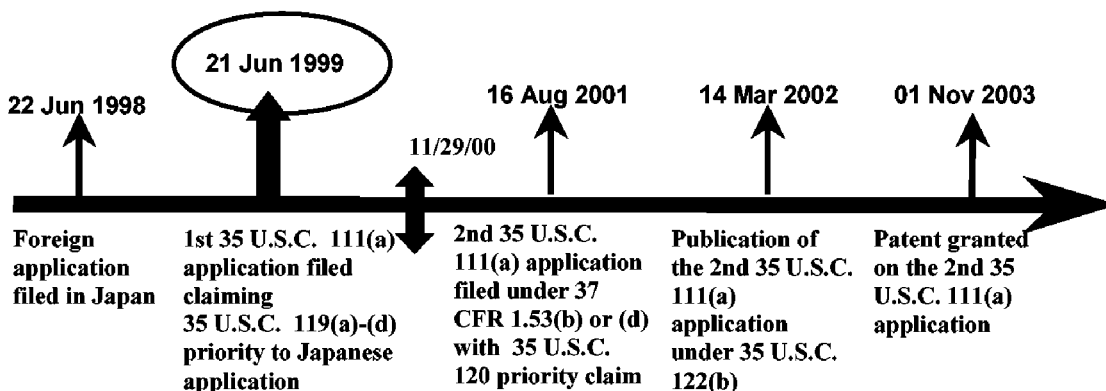 22 Jun 1998
21 Jun 1999
11/29/00
16 Aug 2001
14 Mar 2002
01 Nov 2003
Foreign
application
filed in Japan
1st 35 U.S.C. 111(a)
application filed
claiming
35 U.S.C. 119(a)-(d)
priority to Japanese
application
2nd 35 U.S.C.
111(a) application
filed under 37
CFR 1.53(b) or (d)
with 35 U.S.C.
120 priority claim
Publication of
the 2nd 35 U.S.C.
111(a)
application
under 35 U.S.C.
122(b)
Patent granted
on the 2nd 35
U.S.C. 111(a)
application